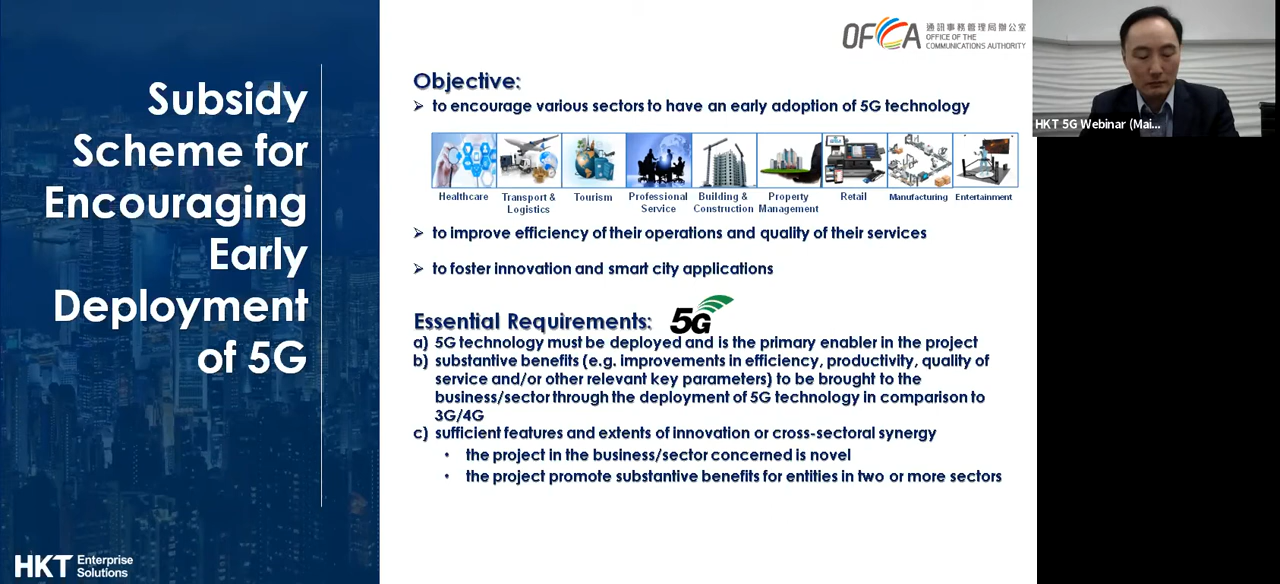 Subsidy
Scheme for
Encouraging
Early
Deployment
of 5G
HKT Enterprise
Solutions
OFCA 通訊事務管理局辦公室
OFFICE OF THE
COMMUNICATIONS AUTHORITY
Objective:
➢ to encourage various sectors to have an early adoption of 5G technology
Healthcare
Transport &
Logistics
Tourism
Professional
Service
Building &
Construction
Property
Management
Retail
Manufacturing
Entertainment
➢ to improve efficiency of their operations and quality of their services
➢ to foster innovation and smart city applications
Essential Requirements: 5G
a) 5G technology must be deployed and is the primary enabler in the project
b) substantive benefits (e.g. improvements in efficiency, productivity, quality of
service and/or other relevant key parameters) to be brought to the
business/sector through the deployment of 5G technology in comparison to
3G/4G
c) sufficient features and extents of innovation or cross-sectoral synergy
• the project in the business/sector concerned is novel
• the project promote substantive benefits for entities in two or more sectors
HKT 5G Webinar (Mai...